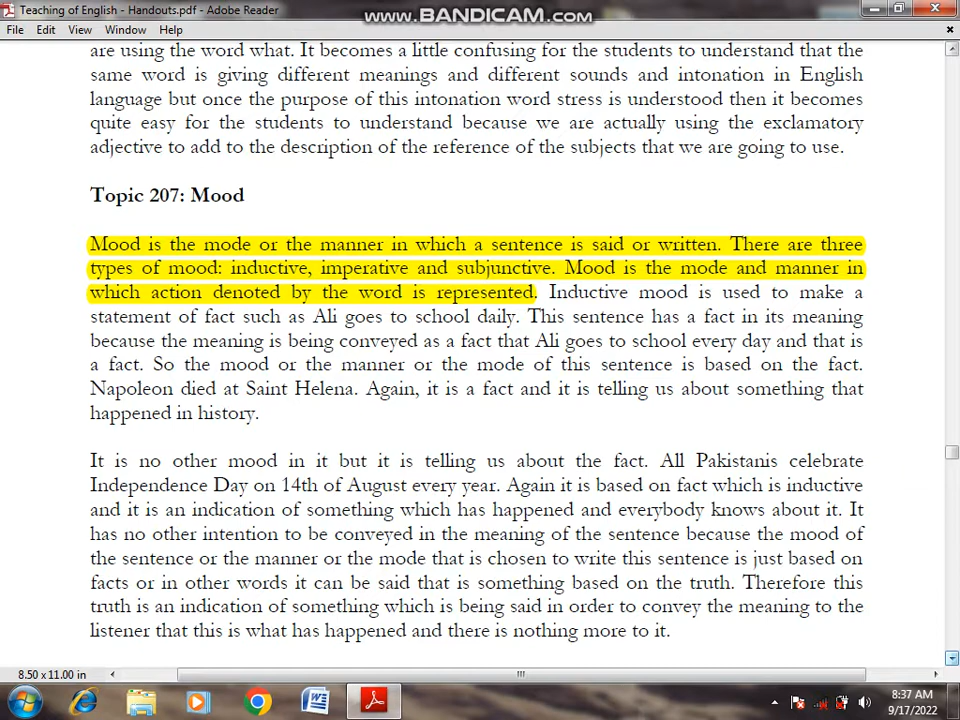 Teaching of English - Handouts.pdf - Adobe Reader
www.BANDICAM.com
File Edit View Window Help
are using the word what. It becomes a little confusing for the students to understand that the
same word is giving different meanings and different sounds and intonation in English
language but once the purpose of this intonation word stress is understood then it becomes
quite easy for the students to understand because we are actually using the exclamatory
adjective to add to the description of the reference of the subjects that we are going to use.
Topic 207: Mood
Mood is the mode or the manner in which a sentence is said or written. There are three
types of mood: inductive, imperative and subjunctive. Mood is the mode and manner in
which action denoted by the word is represented. Inductive mood is used to make a
statement of fact such as Ali goes to school daily. This sentence has a fact in its meaning
because the meaning is being conveyed as a fact that Ali goes to school every day and that is
a fact. So the mood or the manner or the mode of this sentence is based on the fact.
Napoleon died at Saint Helena. Again, it is a fact and it is telling us about something that
happened in history.
It is no other mood in it but it is telling us about the fact. All Pakistanis celebrate
Independence Day on 14th of August every year. Again it is based on fact which is inductive
and it is an indication of something which has happened and everybody knows about it. It
has no other intention to be conveyed in the meaning of the sentence because the mood of
the sentence or the manner or the mode that is chosen to write this sentence is just based on
facts or in other words it can be said that is something based on the truth. Therefore this
truth is an indication of something which is being said in order to convey the meaning to the
listener that this is what has happened and there is nothing more to it.
8.50 x 11.00 in
8:37 AM
9/17/2022